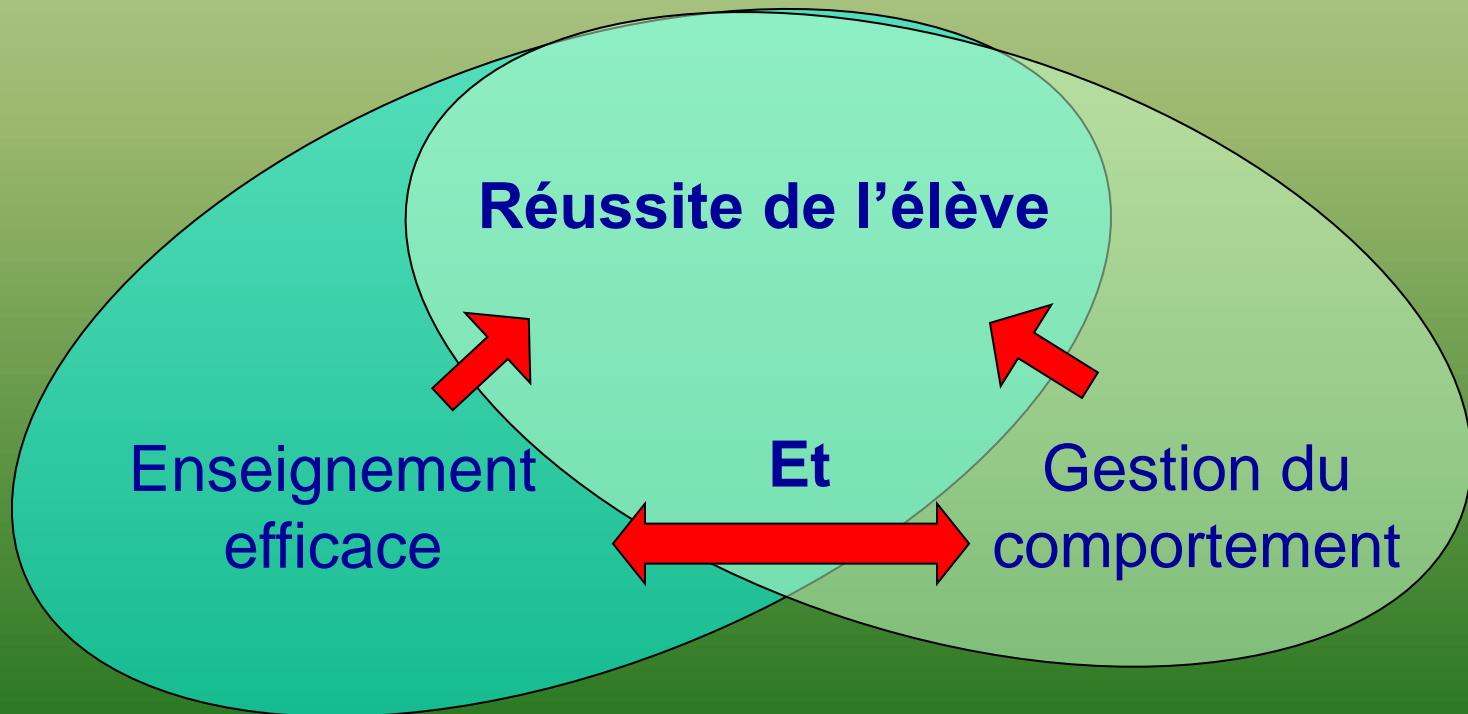 Réussite de l’élève
Et
Enseignement
efficace
Gestion du
comportement